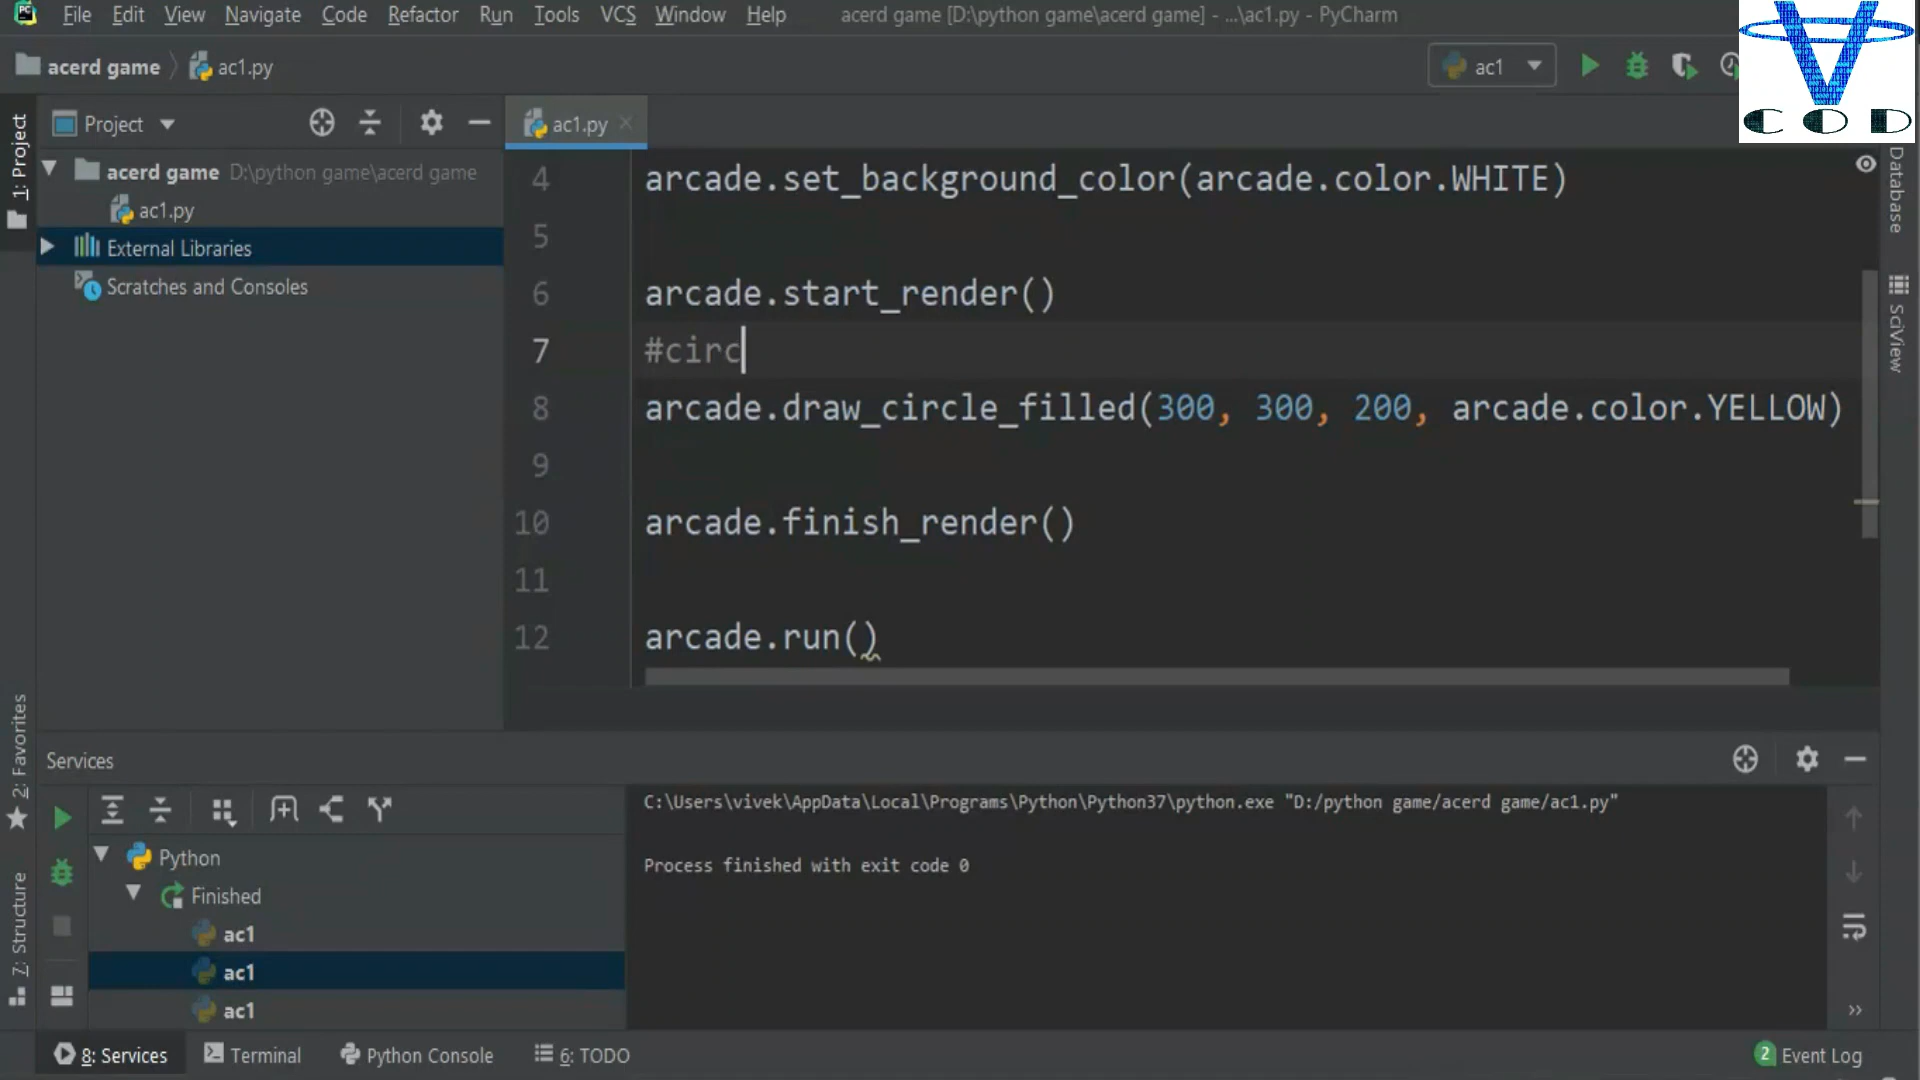 File Edit View Navigate Code Refactor Run Tools VCS Window Help acerd game [D:\python game\acerd game] - ...\ac1.py - PyCharm
acerd game ac1.py
ac1
COD
1: Project
Project
ac1.py
acerd game D:\python game\acerd game
ac1.py
External Libraries
Scratches and Consoles
4 arcade.set_background_color(arcade.color.WHITE)
5
6 arcade.start_render()
7 #circ
8 arcade.draw_circle_filled(300, 300, 200, arcade.color.YELLOW)
9
10 arcade.finish_render()
11
12 arcade.run()
Database
SciView
2: Favorites
7: Structure
Services
Python
Finished
ac1
ac1
ac1
C:\Users\vivek\AppData\Local\Programs\Python\Python37\python.exe "D:/python game/acerd game/ac1.py"
Process finished with exit code 0
8: Services Terminal Python Console 6: TODO
2 Event Log